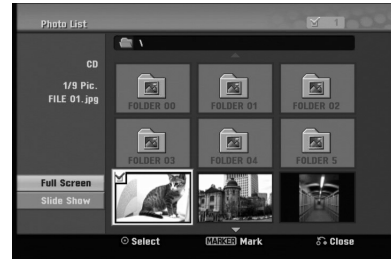 Photo List
1
\
CD
1/9 Pic.
FILE 01.jpg
FOLDER 00
FOLDER 01
FOLDER 02
FOLDER 03
FOLDER 04
FOLDER 5
Full Screen
Slide Show
Select
MARKER Mark
Close